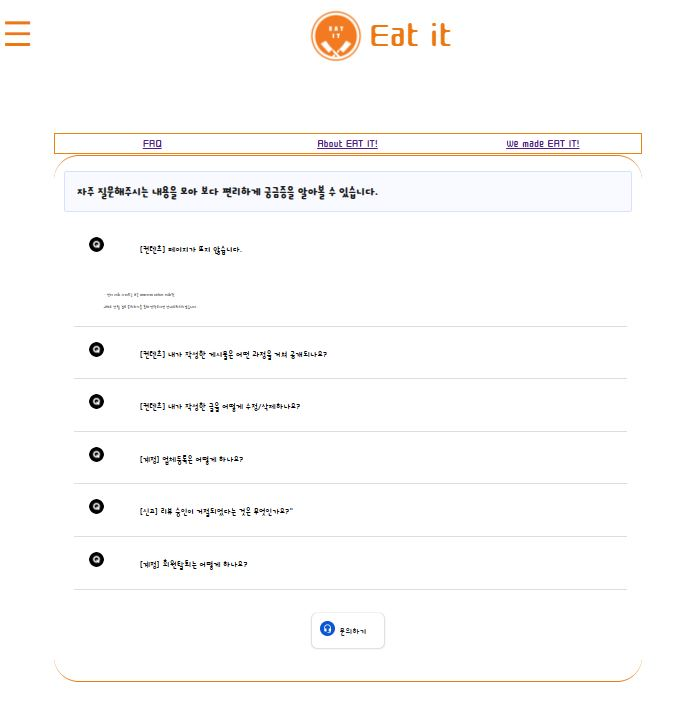 EAT
IT
Eat it
FAQ
About EAT IT!
We made EAT IT!
자주 질문해주시는 내용을 모아 보다 편리하게 궁금증을 알아볼 수 있습니다.
Q
[컨텐츠] 페이지가 뜨지 않습니다.
Q
[컨텐츠] 내가 작성한 게시물은 어떤 과정을 거쳐 공개되나요?
Q
[컨텐츠] 내가 작성한 글을 어떻게 수정/삭제하나요?
Q
[계정] 업체등록은 어떻게 하나요?
Q
[신고] 리뷰 승인이 거절되었다는 것은 무엇인가요?"
Q
[계정] 회원탈퇴는 어떻게 하나요?
문의하기